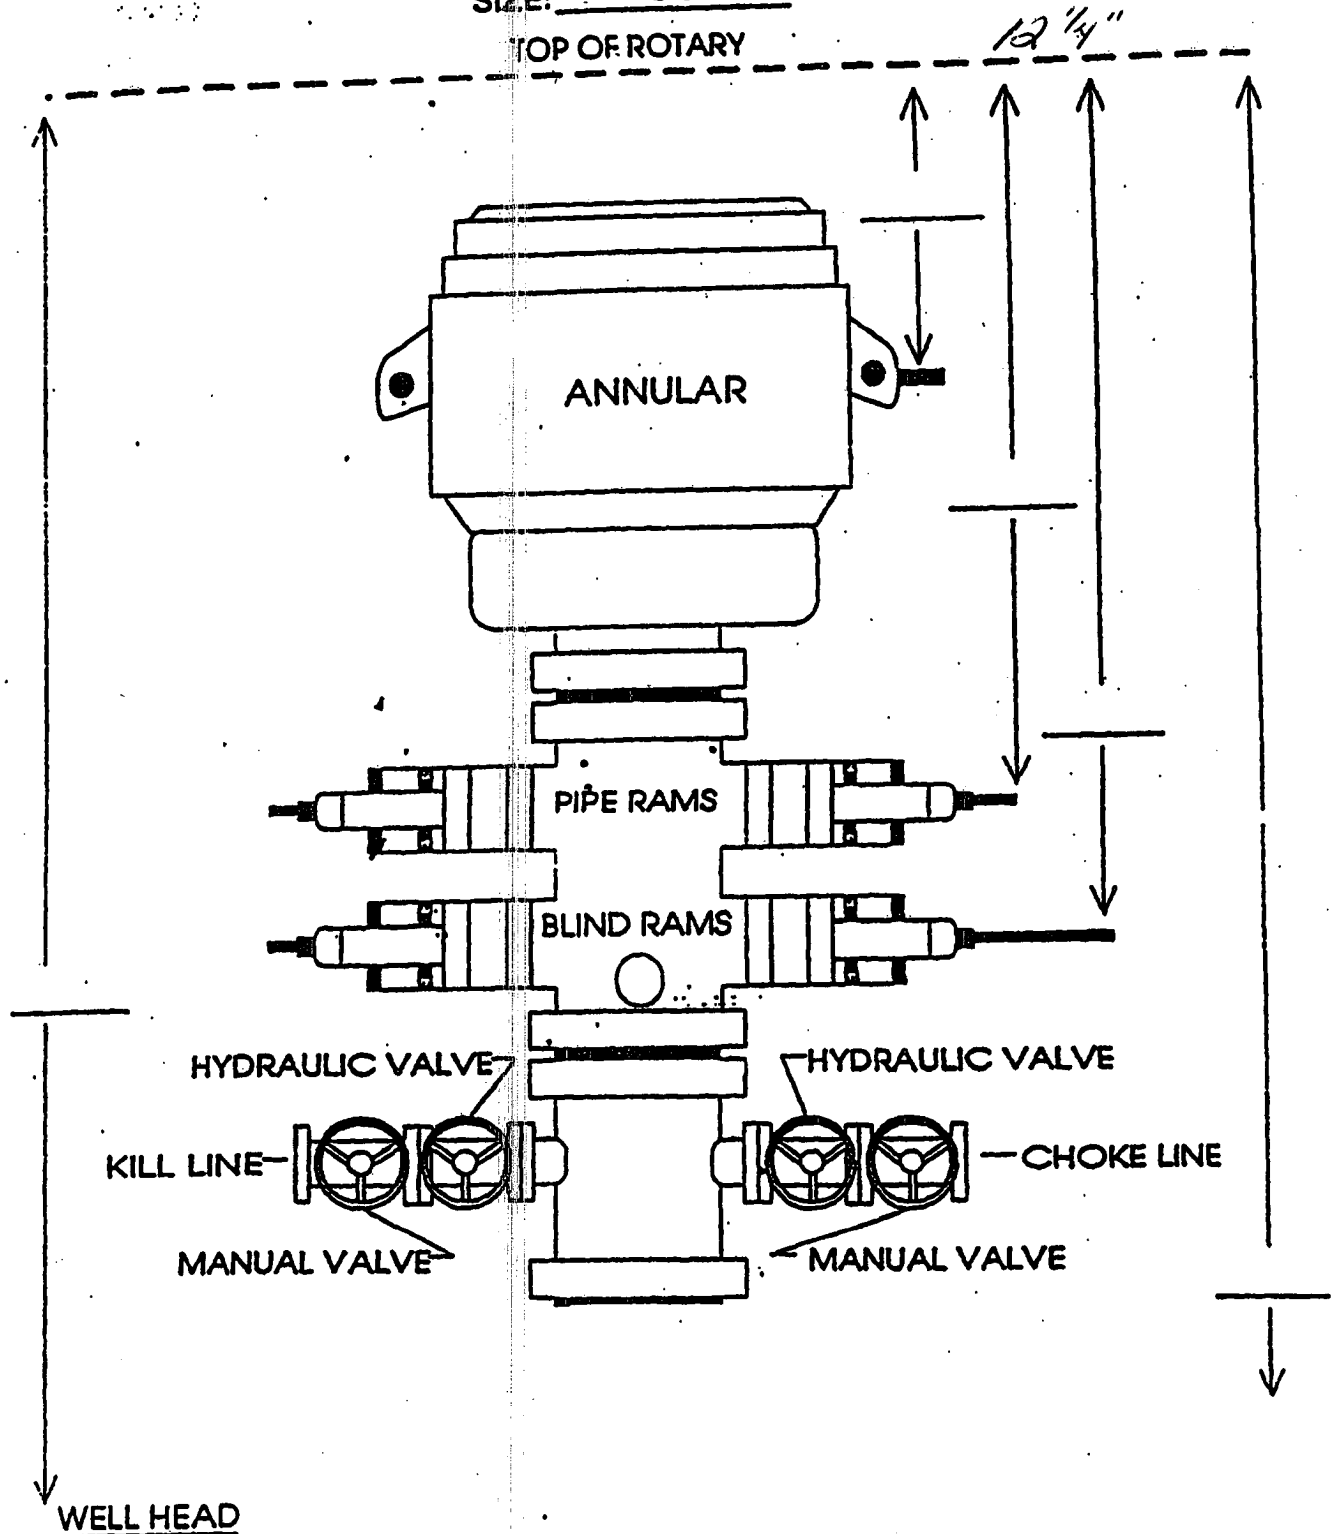 SIZE:
12 1/4"
TOP OF ROTARY
ANNULAR
PIPE RAMS
BLIND RAMS
HYDRAULIC VALVE
HYDRAULIC VALVE
KILL LINE
CHOKE LINE
MANUAL VALVE
MANUAL VALVE
WELL HEAD